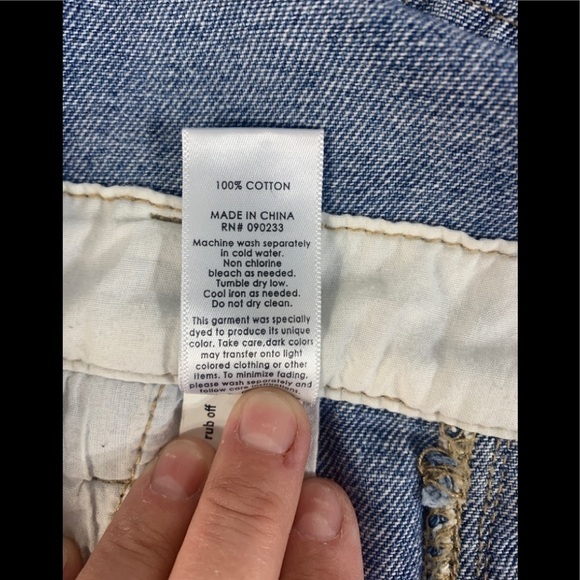 100% COTTON
MADE IN CHINA
RN# 090233
Machine wash separately
in cold water.
Non chlorine
bleach as needed.
Tumble dry low.
Cool iron as needed.
Do not dry clean.
This garment was specially
dyed to produce its unique
color. Take care,dark colors
may transfer onto light
colored clothing or other
items. To minimize fading,
please wash separately and
follow care instructions
rub off